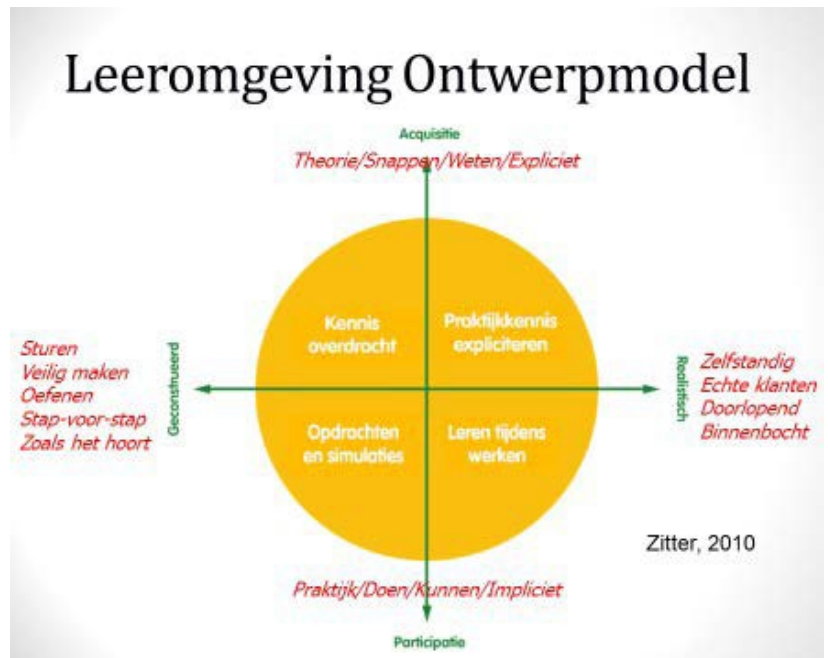 Leeromgeving Ontwerpmodel
Acquisitie
Theorie/Snappen/Weten/Expliciet
Kennis
overdracht
Praktijkkennis
expliciteren
Sturen
Veilig maken
Oefenen
Stap-voor-stap
Zoals het hoort
Geconstrueerd
Realistisch
Zelfstandig
Echte klanten
Doorlopend
Binnenbocht
Opdrachten
en simulaties
Leren tijdens
werken
Zitter, 2010
Praktijk/Doen/Kunnen/Impliciet
Participatie